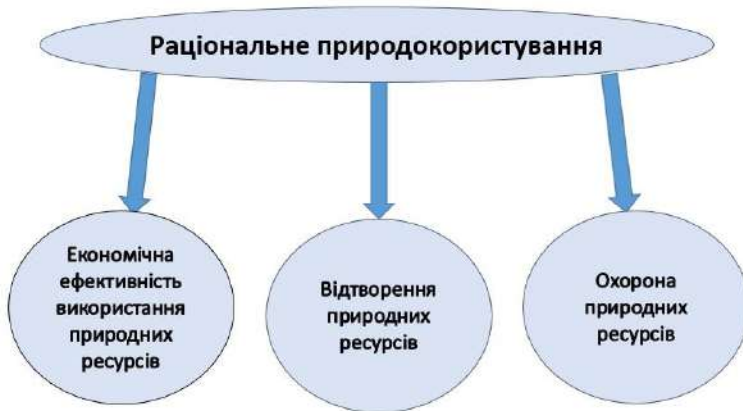 Раціональне природокористування
Економічна
ефективність
використання
природних
ресурсів
Відтворення
природних
ресурсів
Охорона
природних
ресурсів